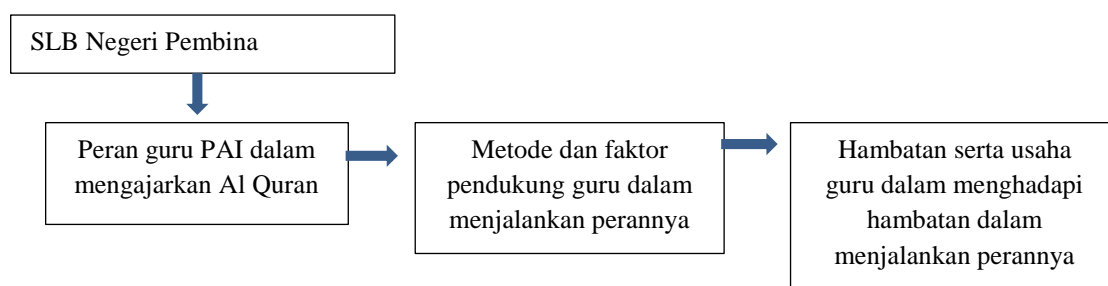 SLB Negeri Pembina
Peran guru PAI dalam
mengajarkan Al Quran
Metode dan faktor
pendukung guru dalam
menjalankan perannya
Hambatan serta usaha
guru dalam menghadapi
hambatan dalam
menjalankan perannya